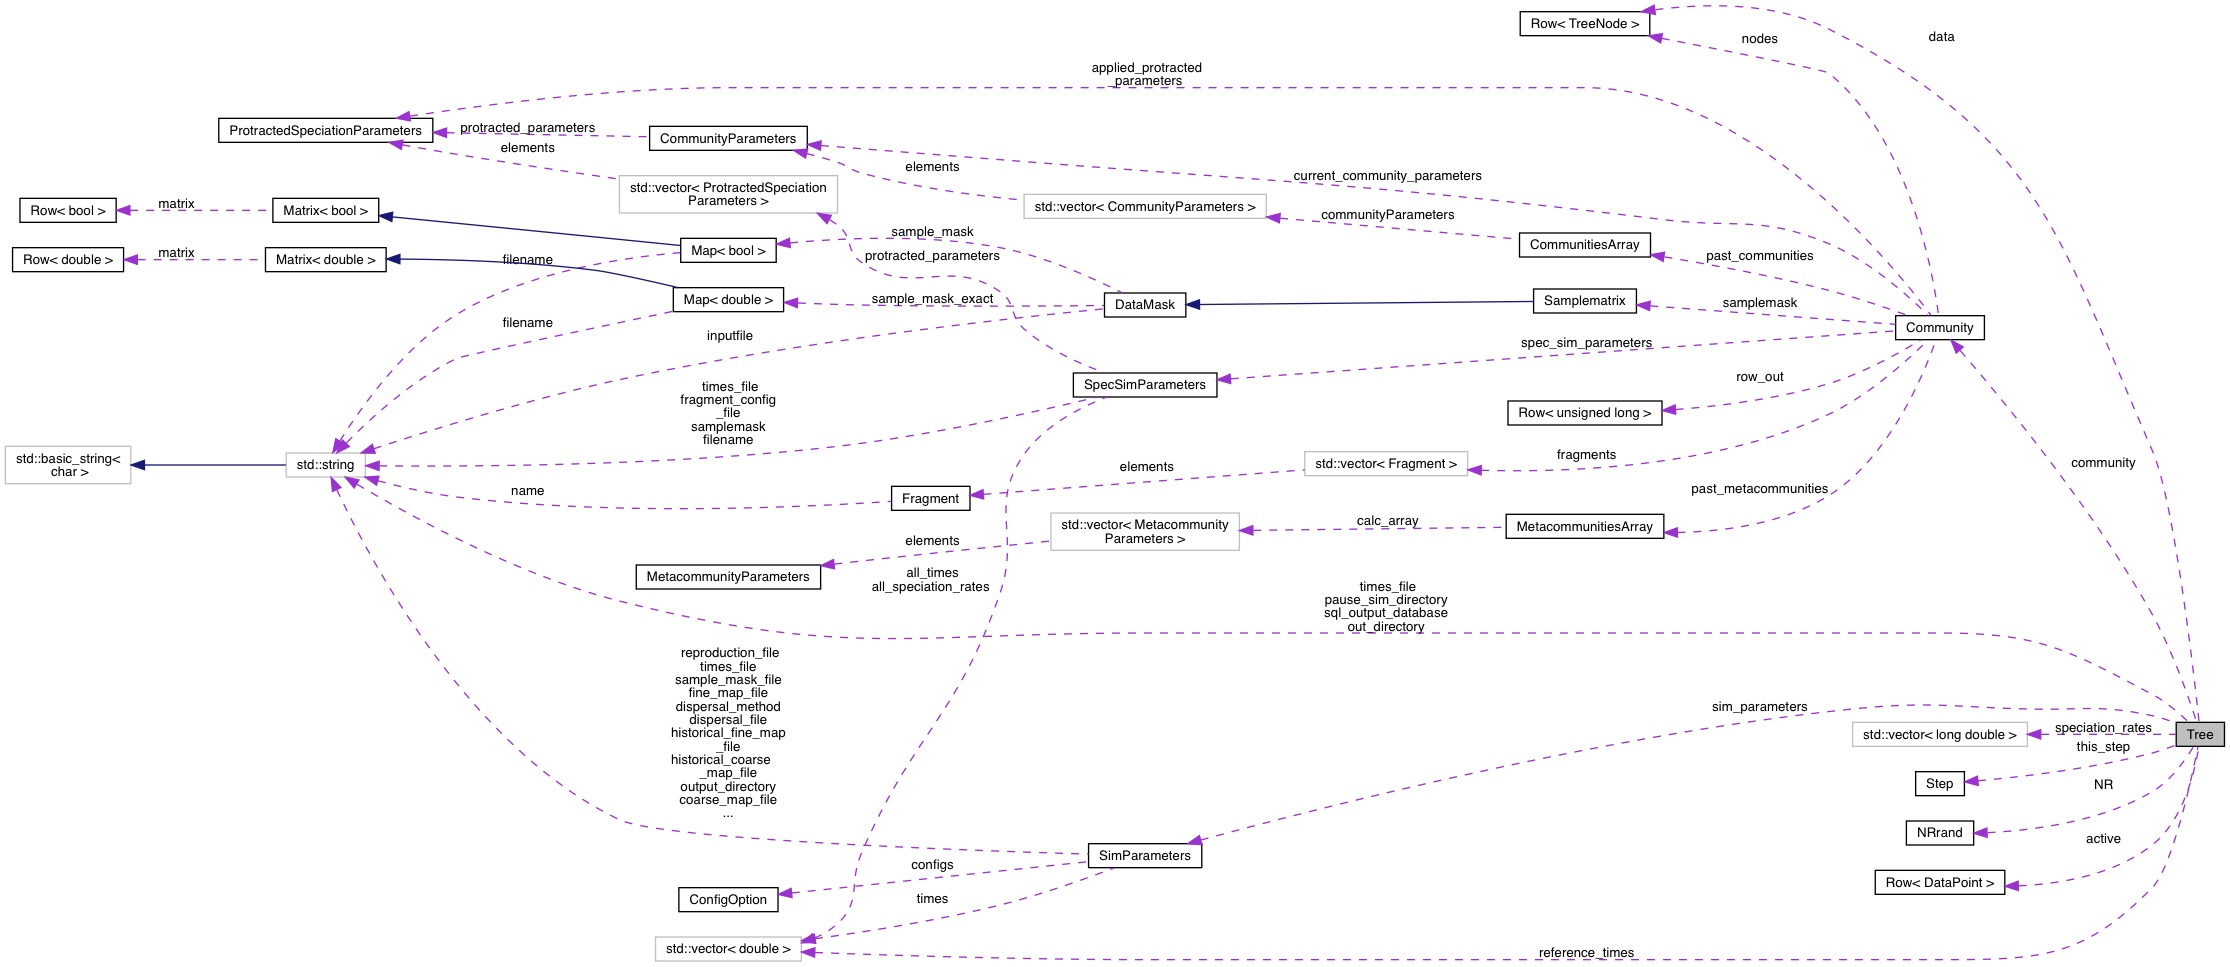 Row< TreeNode >
data
nodes
applied_protracted
_parameters
ProtractedSpeciationParameters
protracted_parameters
CommunityParameters
elements
elements
current_community_parameters
std::vector< ProtractedSpeciation
Parameters >
Row< bool >
matrix
Matrix< bool >
std::vector< CommunityParameters >
communityParameters
sample_mask
Map< bool >
CommunitiesArray
past_communities
protracted_parameters
Row< double >
matrix
Matrix< double >
filename
Map< double >
sample_mask_exact
DataMask
Samplematrix
samplemask
filename
inputfile
Community
spec_sim_parameters
SpecSimParameters
row_out
times_file
fragment_config
_file
samplemask
filename
Row< unsigned long >
std::basic_string<
char >
std::string
fragments
std::vector< Fragment >
elements
community
name
Fragment
past_metacommunities
std::vector< Metacommunity
Parameters >
calc_array
MetacommunitiesArray
elements
MetacommunityParameters
all_times
all_speciation_rates
times_file
pause_sim_directory
sql_output_database
out_directory
reproduction_file
times_file
sample_mask_file
fine_map_file
dispersal_method
dispersal_file
historical_fine_map
_file
historical_coarse
_map_file
output_directory
coarse_map_file
...
sim_parameters
std::vector< long double >
speciation_rates
Tree
this_step
Step
NR
NRrand
active
SimParameters
configs
Row< DataPoint >
ConfigOption
times
std::vector< double >
reference_times